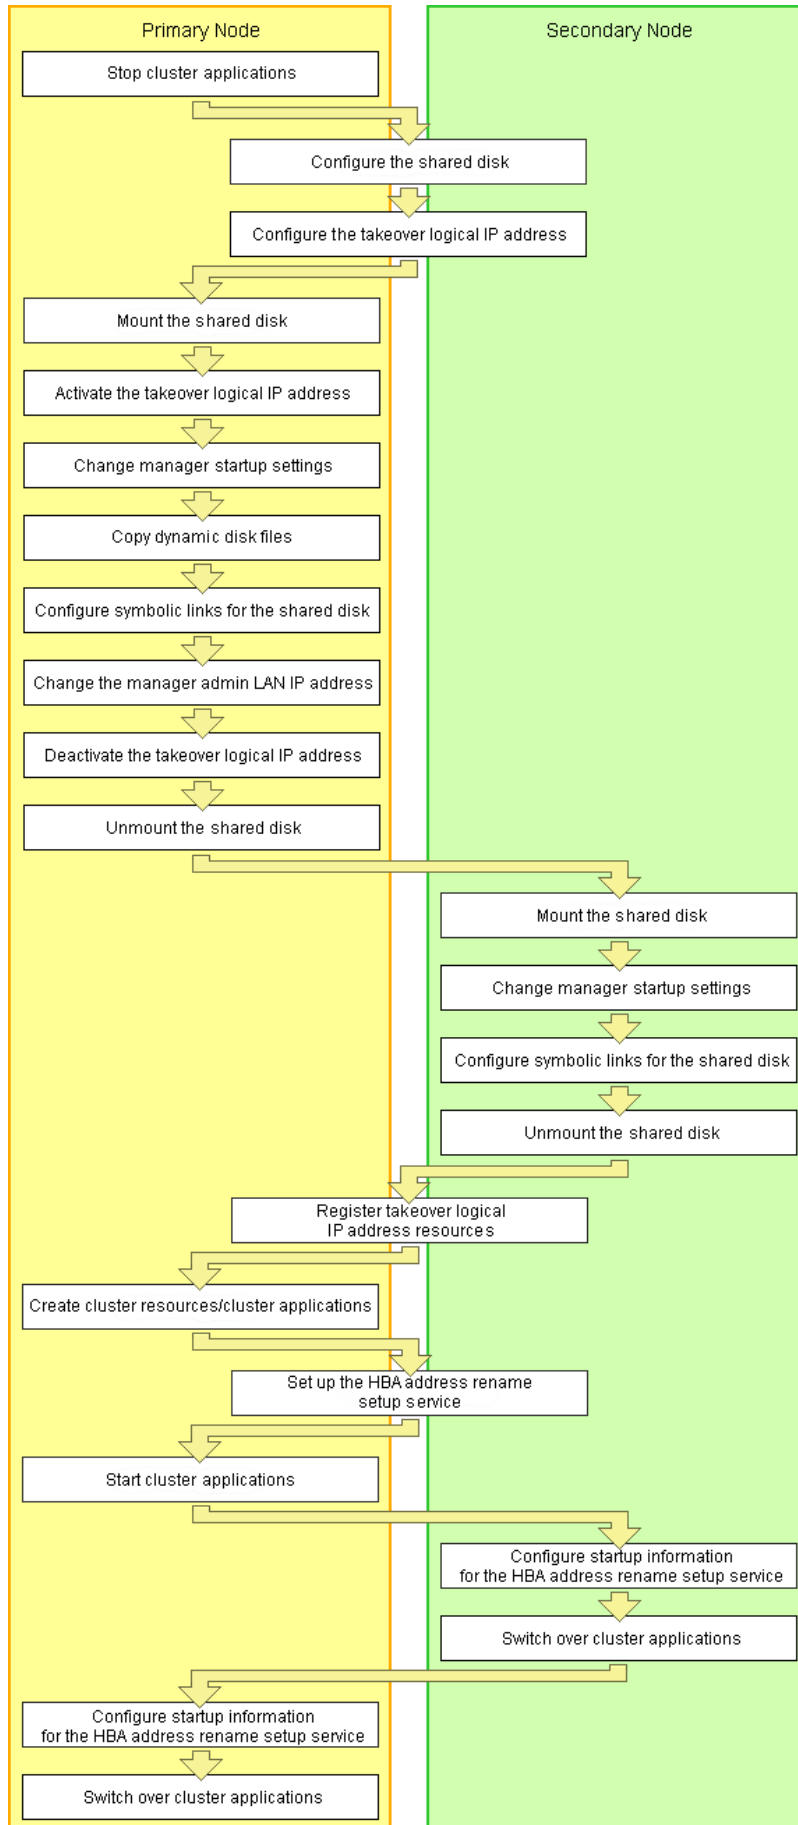 Primary Node
Secondary Node
Stop cluster applications
Configure the shared disk
Configure the takeover logical IP address
Mount the shared disk
Activate the takeover logical IP address
Change manager startup settings
Copy dynamic disk files
Configure symbolic links for the shared disk
Change the manager admin LAN IP address
Deactivate the takeover logical IP address
Unmount the shared disk
Mount the shared disk
Change manager startup settings
Configure symbolic links for the shared disk
Unmount the shared disk
Register takeover logical
IP address resources
Create cluster resources/cluster applications
Set up the HBA address rename
setup service
Start cluster applications
Configure startup information
for the HBA address rename setup service
Switch over cluster applications
Configure startup information
for the HBA address rename setup service
Switch over cluster applications